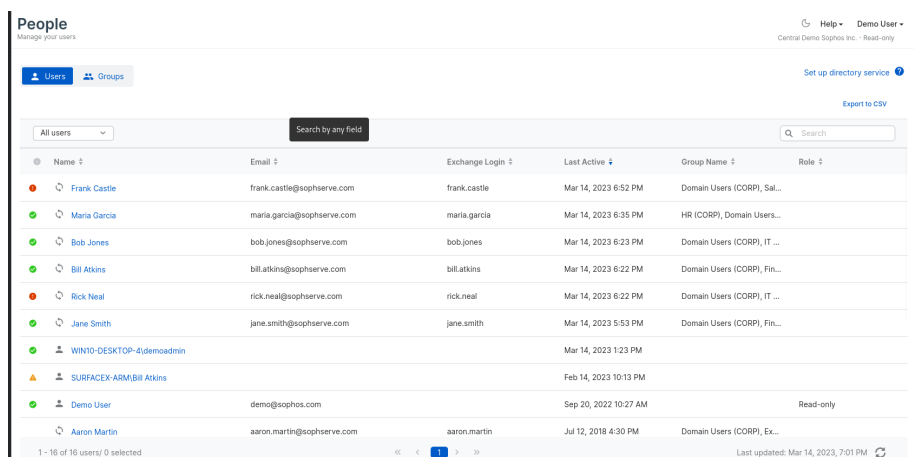 People
Manage your users
Help
Demo User
Central Demo Sophos Inc. · Read-only
Users
Groups
Set up directory service ?
Export to CSV
All users
Search by any field
Search
Name Email Exchange Login Last Active Group Name Role
Frank Castle frank.castle@sophserve.com frank.castle Mar 14, 2023 6:52 PM Domain Users (CORP), Sal...
Maria Garcia maria.garcia@sophserve.com maria.garcia Mar 14, 2023 6:35 PM HR (CORP), Domain Users...
Bob Jones bob.jones@sophserve.com bob.jones Mar 14, 2023 6:23 PM Domain Users (CORP), IT ...
Bill Atkins bill.atkins@sophserve.com bill.atkins Mar 14, 2023 6:22 PM Domain Users (CORP), Fin...
Rick Neal rick.neal@sophserve.com rick.neal Mar 14, 2023 6:22 PM Domain Users (CORP), IT ...
Jane Smith jane.smith@sophserve.com jane.smith Mar 14, 2023 5:53 PM Domain Users (CORP), Fin...
WIN10-DESKTOP-4\demoadmin Mar 14, 2023 1:23 PM
SURFACEX-ARM\Bill Atkins Feb 14, 2023 10:13 PM
Demo User demo@sophos.com Sep 20, 2022 10:27 AM Read-only
Aaron Martin aaron.martin@sophserve.com aaron.martin Jul 12, 2018 4:30 PM Domain Users (CORP), Ex...
1 - 16 of 16 users/ 0 selected « ‹ 1 › » Last updated: Mar 14, 2023, 7:01 PM